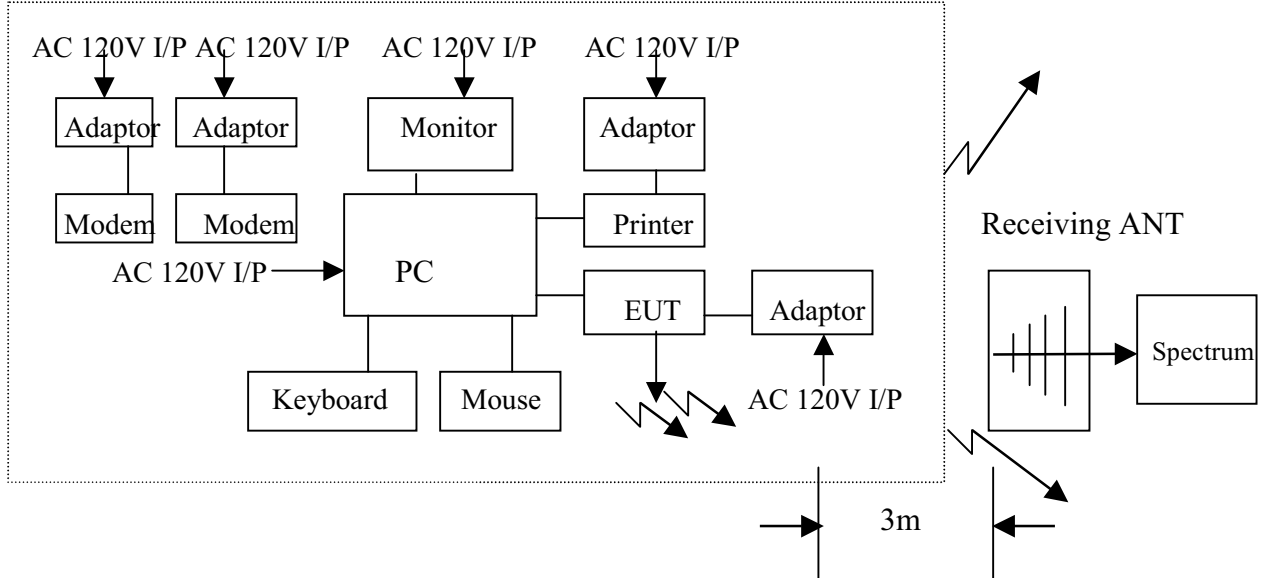 AC 120V I/P AC 120V I/P AC 120V I/P AC 120V I/P
Adaptor Adaptor Monitor Adaptor
Modem Modem Printer
Receiving ANT
AC 120V I/P PC
EUT Adaptor
Spectrum
Keyboard Mouse AC 120V I/P
3m